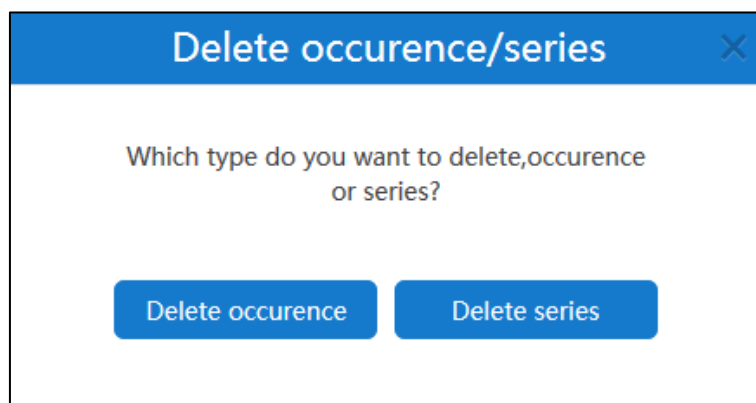 Delete occurence/series
Which type do you want to delete,occurence
or series?
Delete occurence
Delete series